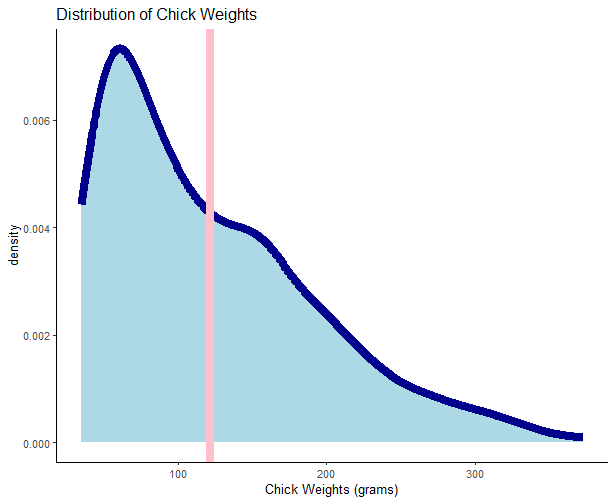 Distribution of Chick Weights
density
0.006
0.004
0.002
0.000
100 200 300
Chick Weights (grams)